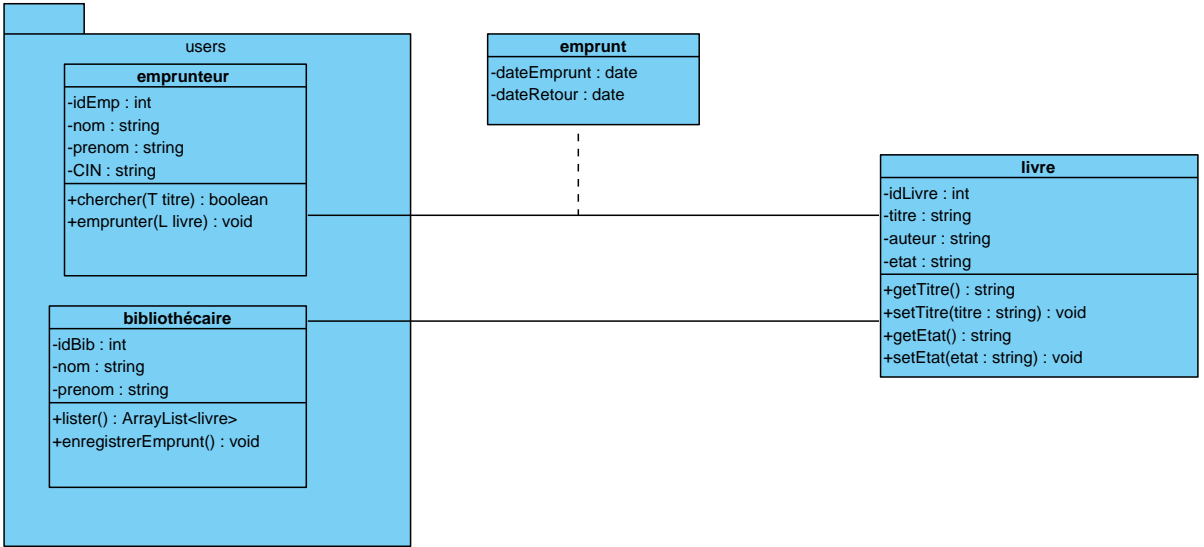 users
emprunteur
-idEmp : int
-nom : string
-prenom : string
-CIN : string
+chercher(T titre) : boolean
+emprunter(L livre) : void
bibliothécaire
-idBib : int
-nom : string
-prenom : string
+lister() : ArrayList<livre>
+enregistrerEmprunt() : void
emprunt
-dateEmprunt : date
-dateRetour : date
livre
-idLivre : int
-titre : string
-auteur : string
-etat : string
+getTitre() : string
+setTitre(titre : string) : void
+getEtat() : string
+setEtat(etat : string) : void